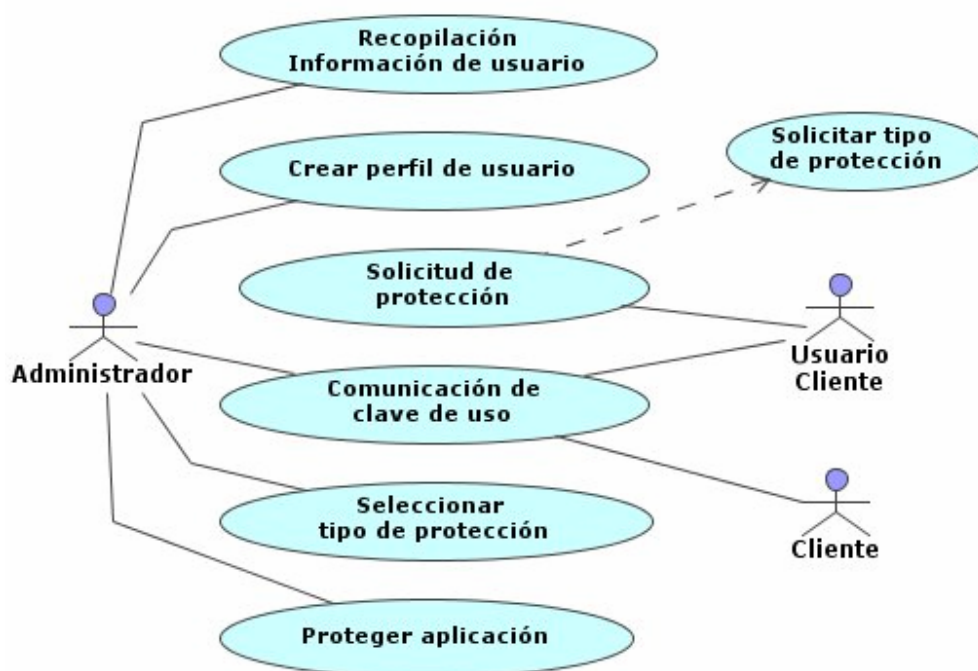 Recopilación
Información de usuario
Solicitar tipo
de protección
Crear perfil de usuario
Solicitud de
protección
Administrador
Usuario
Cliente
Comunicación de
clave de uso
Seleccionar
tipo de protección
Cliente
Proteger aplicación